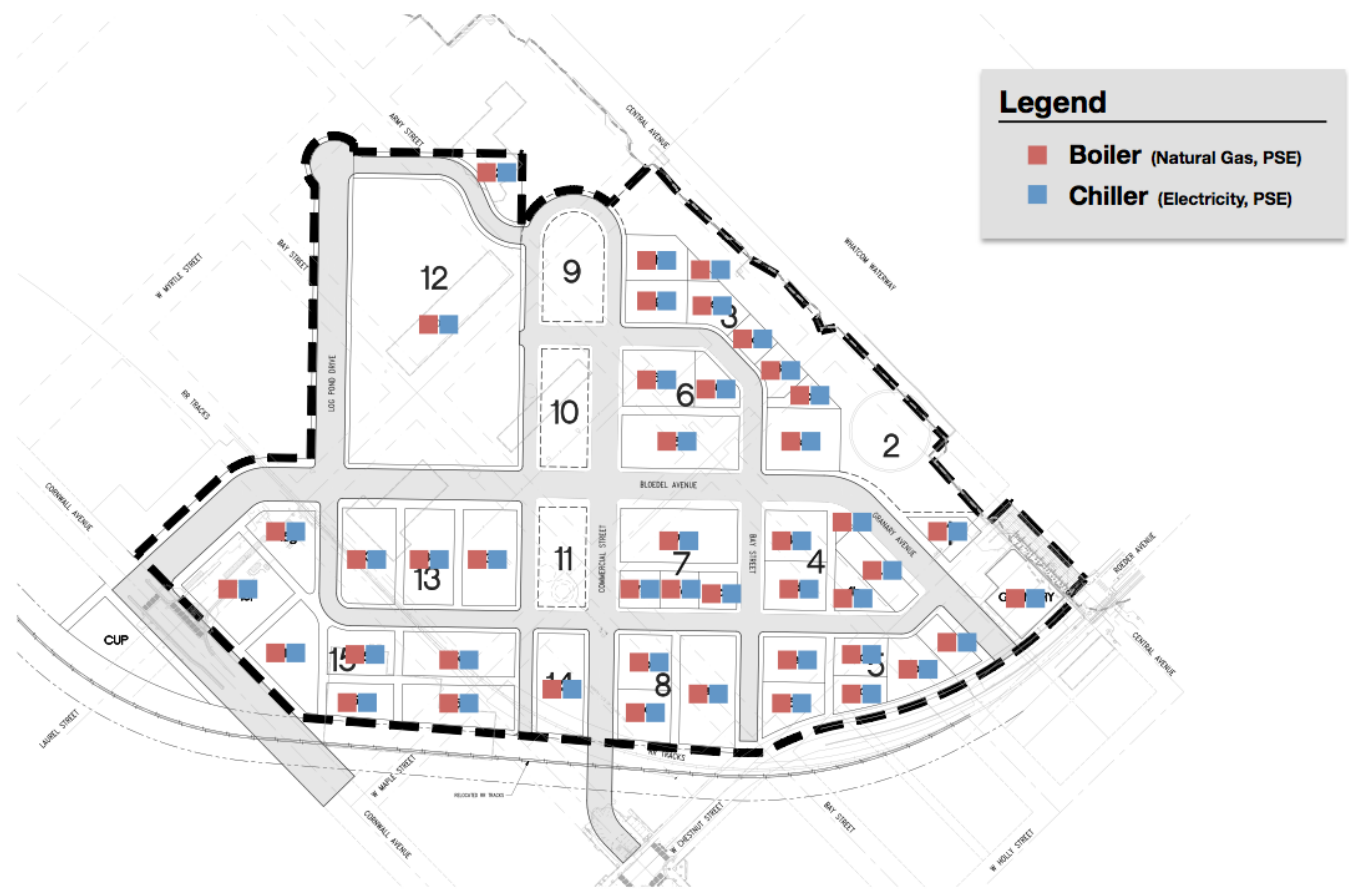 Legend
Boiler (Natural Gas, PSE)
Chiller (Electricity, PSE)
CENTRAL AVENUE
ARMY STREET
WHATCOM WATERWAY
BAY STREET
W MYRTLE STREET
9
12
3
LOG POND DRIVE
RR TRACKS
6
10
2
BLOEDEL AVENUE
CORNWALL AVENUE
GRANARY AVENUE
COMMERCIAL STREET
BAY STREET
ROEDER AVENUE
7
4
11
13
CUP
CENTRAL AVENUE
15
5
14
8
LAUREL STREET
RR TRACKS
W MAPLE STREET
RELOCATED RR TRACKS
CORNWALL AVENUE
W CHESTNUT STREET
BAY STREET
W HOLLY STREET